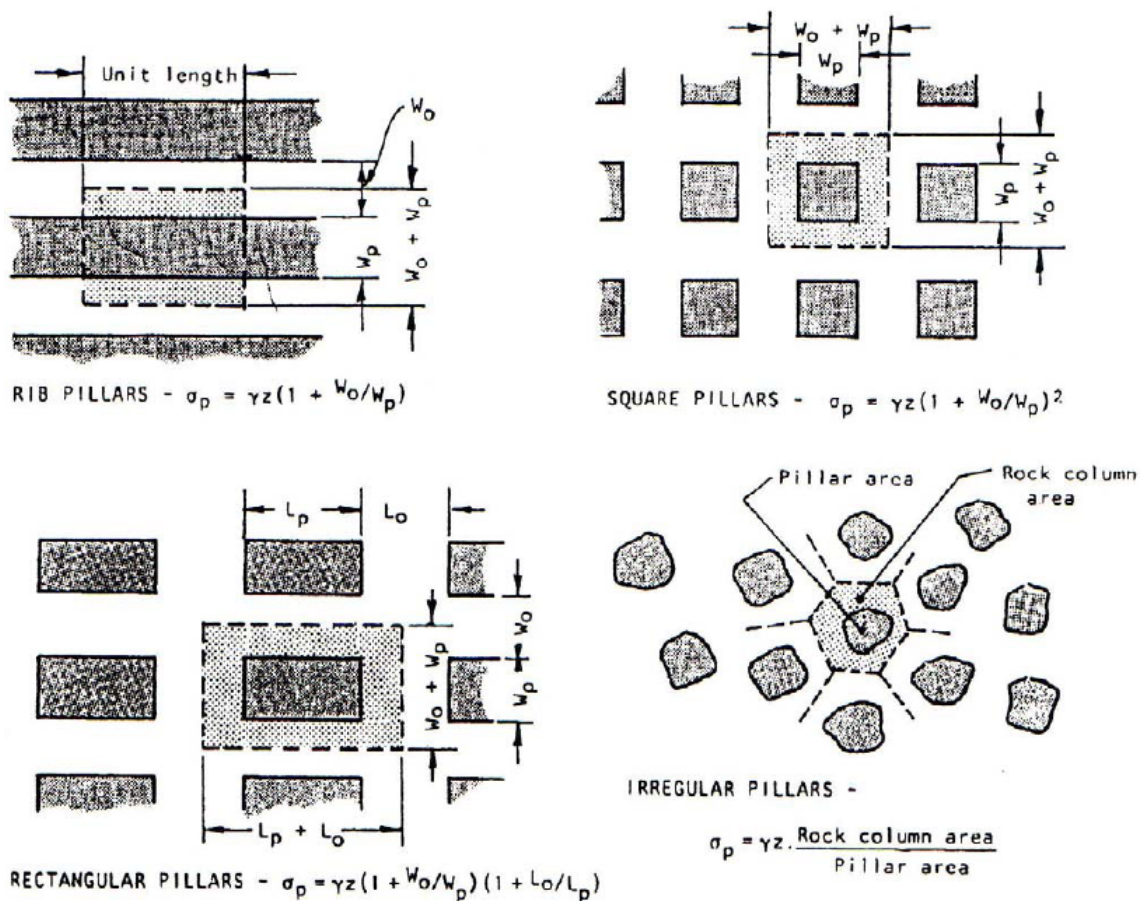 Unit length
Wo
Wp
Wo + Wp
RIB PILLARS - σp = γz(1 + Wo/Wp)
Wo + Wp
Wp
Wp
Wo + Wp
SQUARE PILLARS - σp = γz(1 + Wo/Wp)²
Lp
Lo
Wo + Wp
Wo
Wp
Lp + Lo
RECTANGULAR PILLARS - σp = γz(1 + Wo/Wp)(1 + Lo/Lp)
Pillar area
Rock column
area
IRREGULAR PILLARS -
σp = γz. Rock column area
Pillar area